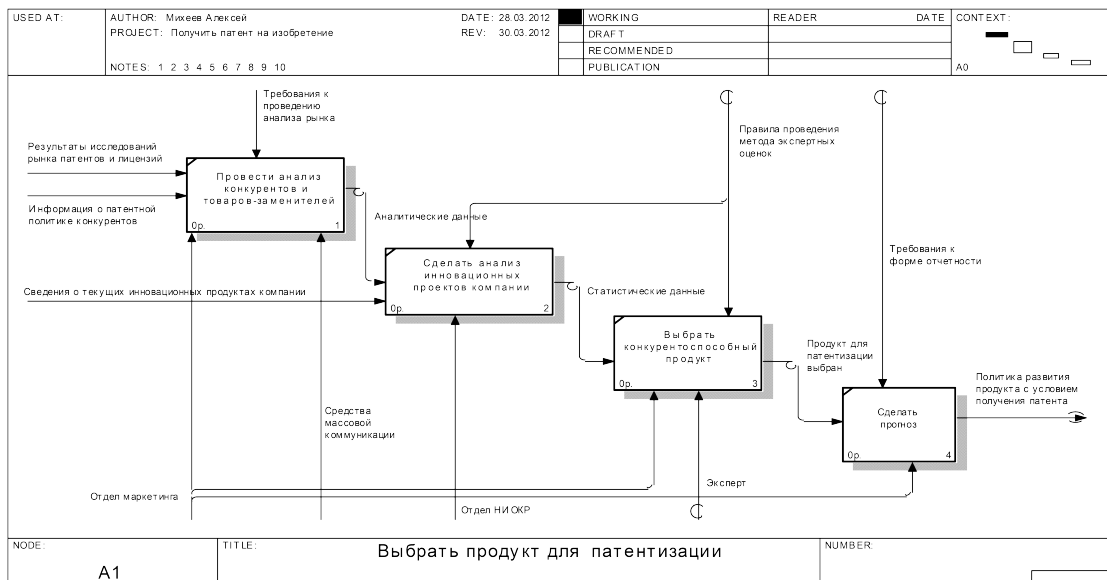 USED AT:
AUTHOR: Михеев Алексей
DATE: 28.03.2012
PROJECT: Получить патент на изобретение
REV: 30.03.2012
NOTES: 1 2 3 4 5 6 7 8 9 10
WORKING
DRAFT
RECOMMENDED
PUBLICATION
READER
DATE
CONTEXT:
A0
Требования к
проведению
анализа рынка
Результаты исследований
рынка патентов и лицензий
Информация о патентной
политике конкурентов
Провести анализ
конкурентов и
товаров-заменителей
0р.
1
Правила проведения
метода экспертных
оценок
Аналитические данные
Требования к
форме отчетности
Сделать анализ
инновационных
проектов компании
0р.
2
Сведения о текущих инновационных продуктах компании
Статистические данные
Выбрать
конкурентоспособный
продукт
0р.
3
Продукт для
патентизации
выбран
Политика развития
продукта с условием
получения патента
Сделать
прогноз
0р.
4
Средства
массовой
коммуникации
Отдел маркетинга
Отдел НИОКР
Эксперт
NODE:
A1
TITLE:
Выбрать продукт для патентизации
NUMBER: